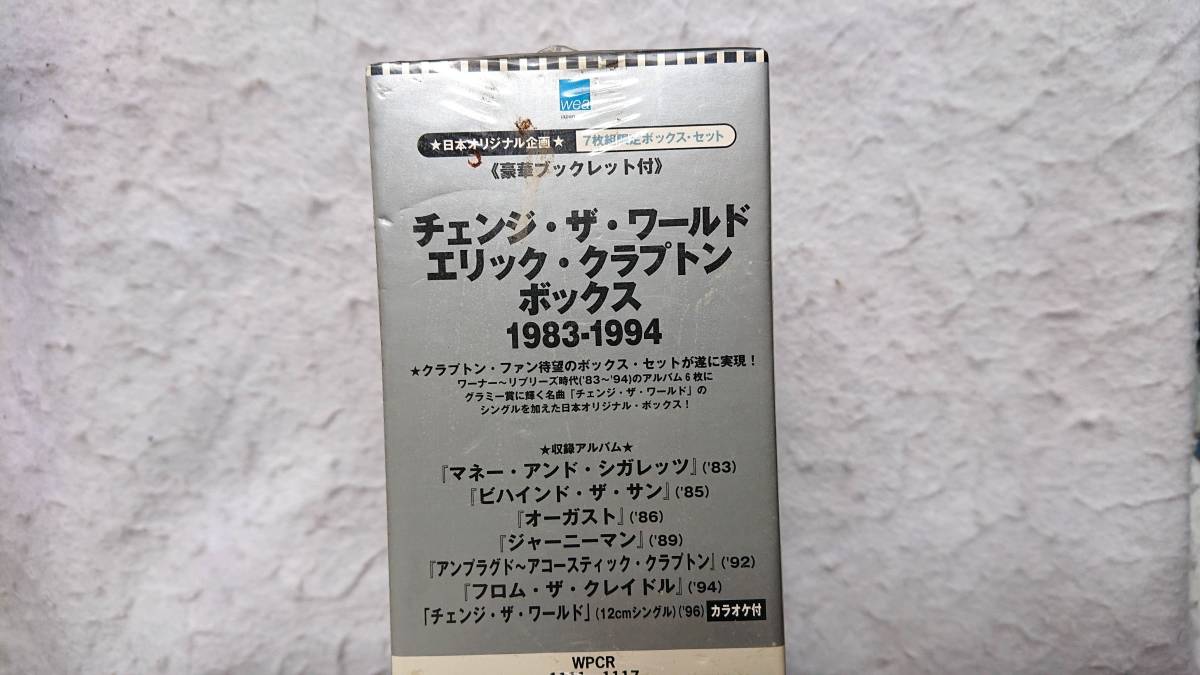 wea
japan
★日本オリジナル企画★ 7枚組限定ボックス・セット
《豪華ブックレット付》
チェンジ・ザ・ワールド
エリック・クラプトン
ボックス
1983-1994
★クラプトン・ファン待望のボックス・セットが遂に実現！
ワーナー〜リプリーズ時代('83〜'94)のアルバム6枚に
グラミー賞に輝く名曲「チェンジ・ザ・ワールド」の
シングルを加えた日本オリジナル・ボックス！
★収録アルバム★
『マネー・アンド・シガレッツ』('83)
『ビハインド・ザ・サン』('85)
『オーガスト』('86)
『ジャーニーマン』('89)
『アンプラグド〜アコースティック・クラプトン』('92)
『フロム・ザ・クレイドル』('94)
「チェンジ・ザ・ワールド」(12cmシングル)('96) カラオケ付
WPCR